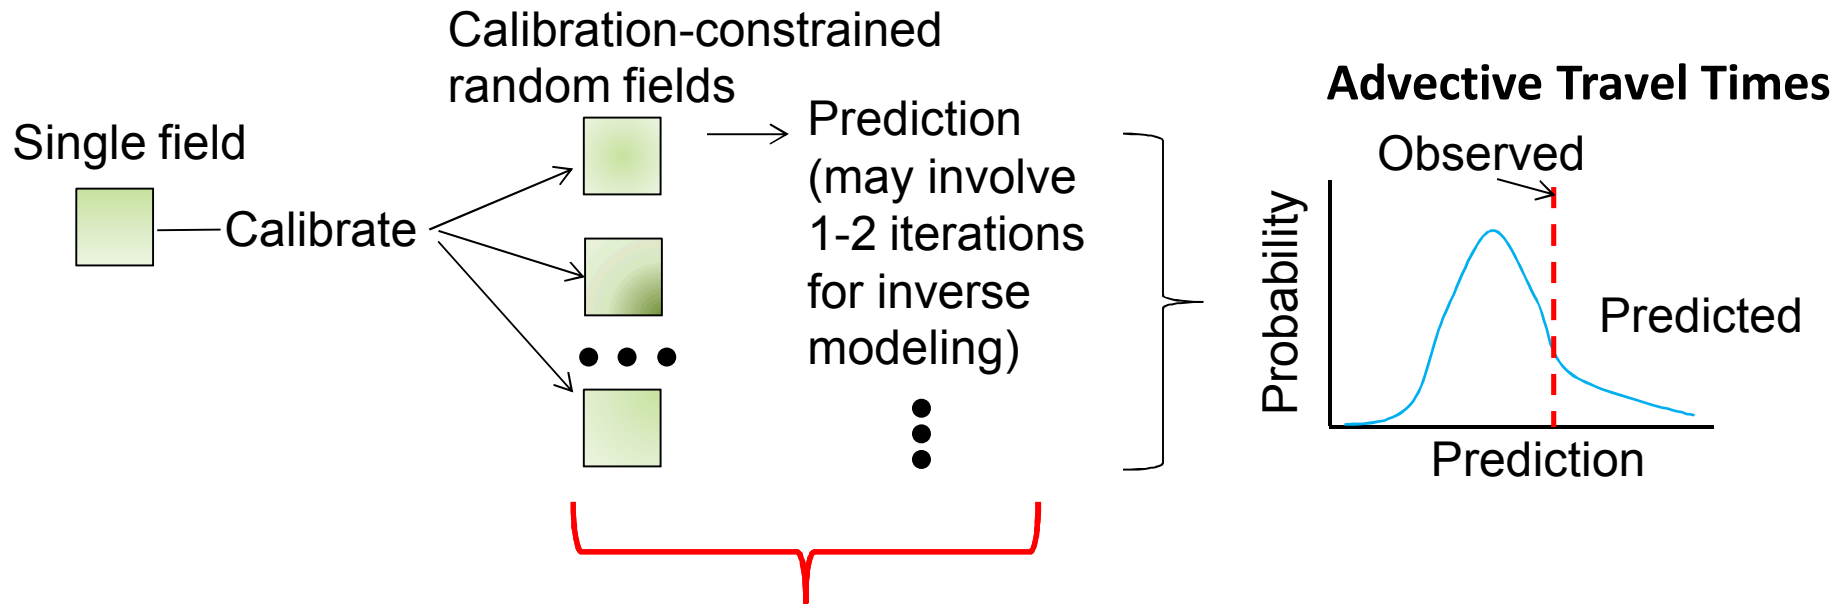 Single field
Calibrate
Calibration-constrained
random fields
Prediction
(may involve
1-2 iterations
for inverse
modeling)
Advective Travel Times
Observed
Probability
Predicted
Prediction